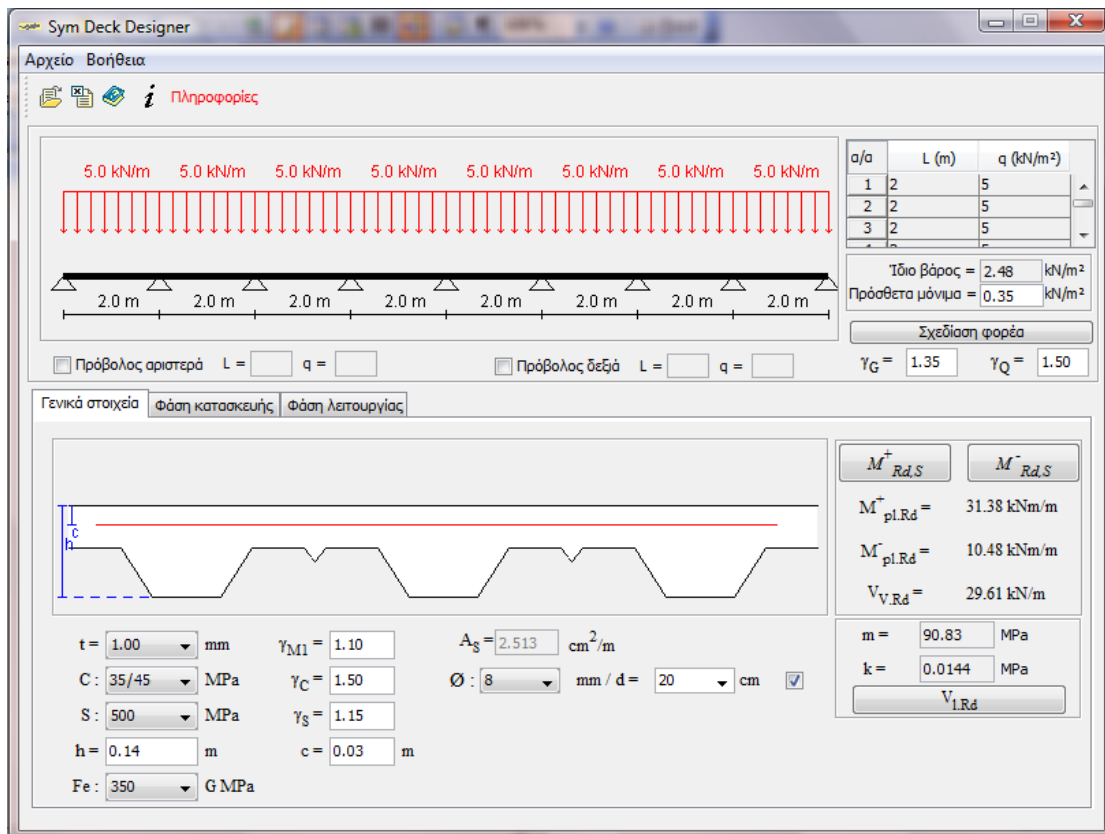 Sym Deck Designer
Αρχείο Βοήθεια
i Πληροφορίες
5.0 kN/m 5.0 kN/m 5.0 kN/m 5.0 kN/m 5.0 kN/m 5.0 kN/m 5.0 kN/m 5.0 kN/m
2.0 m 2.0 m 2.0 m 2.0 m 2.0 m 2.0 m 2.0 m 2.0 m
α/α L (m) q (kN/m²)
1 2 5
2 2 5
3 2 5
Ίδιο βάρος = 2.48 kN/m²
Πρόσθετα μόνιμα = 0.35 kN/m²
Σχεδίαση φορέα
Πρόβολος αριστερά L = q =
Πρόβολος δεξιά L = q =
γG = 1.35 γQ = 1.50
Γενικά στοιχεία Φάση κατασκευής Φάση λειτουργίας
h c
M+Rd,S M-Rd,S
M+pl.Rd = 31.38 kNm/m
M-pl.Rd = 10.48 kNm/m
VV.Rd = 29.61 kN/m
t = 1.00 mm γM1 = 1.10 AS = 2.513 cm²/m
C : 35/45 MPa γC = 1.50 Ø : 8 mm / d = 20 cm
S : 500 MPa γS = 1.15
h = 0.14 m c = 0.03 m
Fe : 350 G MPa
m = 90.83 MPa
k = 0.0144 MPa
V1.Rd